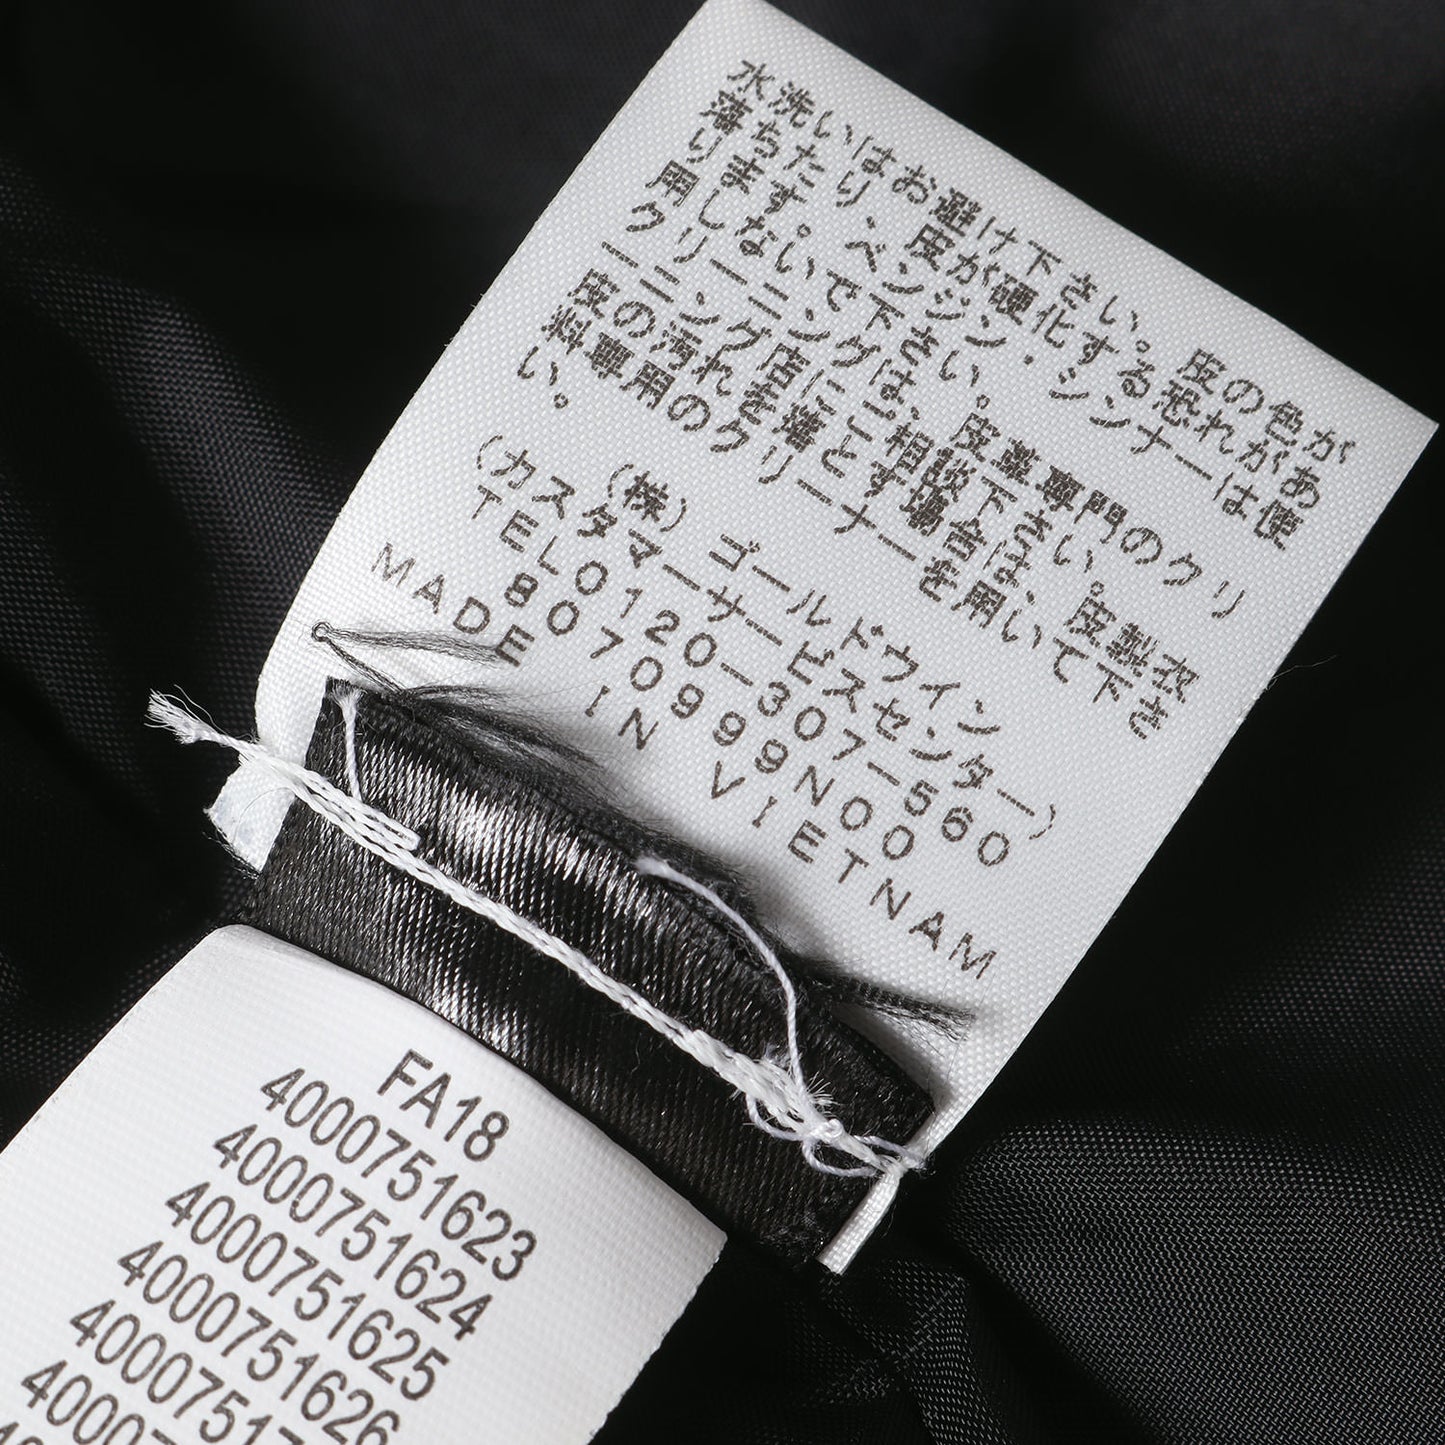 水洗いはお避け下さい。皮の色が
落ちたり、皮が硬化する恐れがあ
ります。ベンジン・シンナーは使
用しないで下さい。
クリーニングは、皮革専門のクリ
ーニング店にご相談下さい。
皮の汚れを落とす場合は、皮製衣
料専用のクリーナーを用いて下さ
い。
(株)ゴールドウイン
(カスタマーサービスセンター)
TEL0120-307-560
8070999N00
MADE IN VIETNAM
FA18
4000751623
4000751624
4000751625
4000751626
40007517
4000